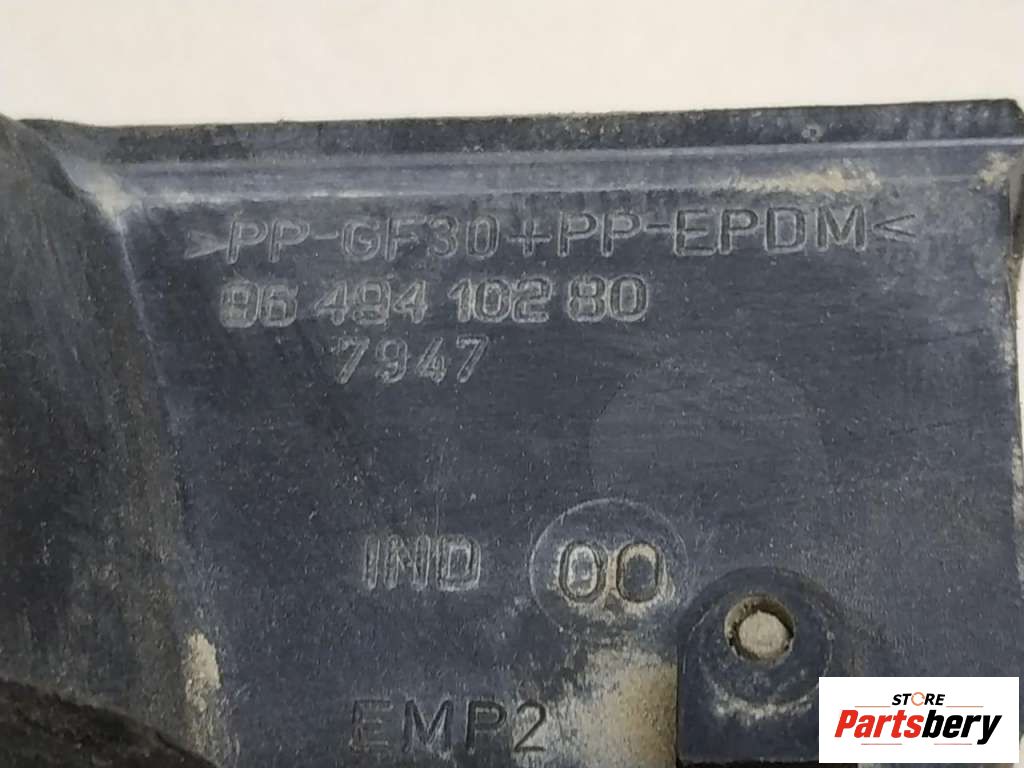 >PP-GF30+PP-EPDM<
96 494 102 80
7947
IND 00
EMP2
STORE
Partsbery